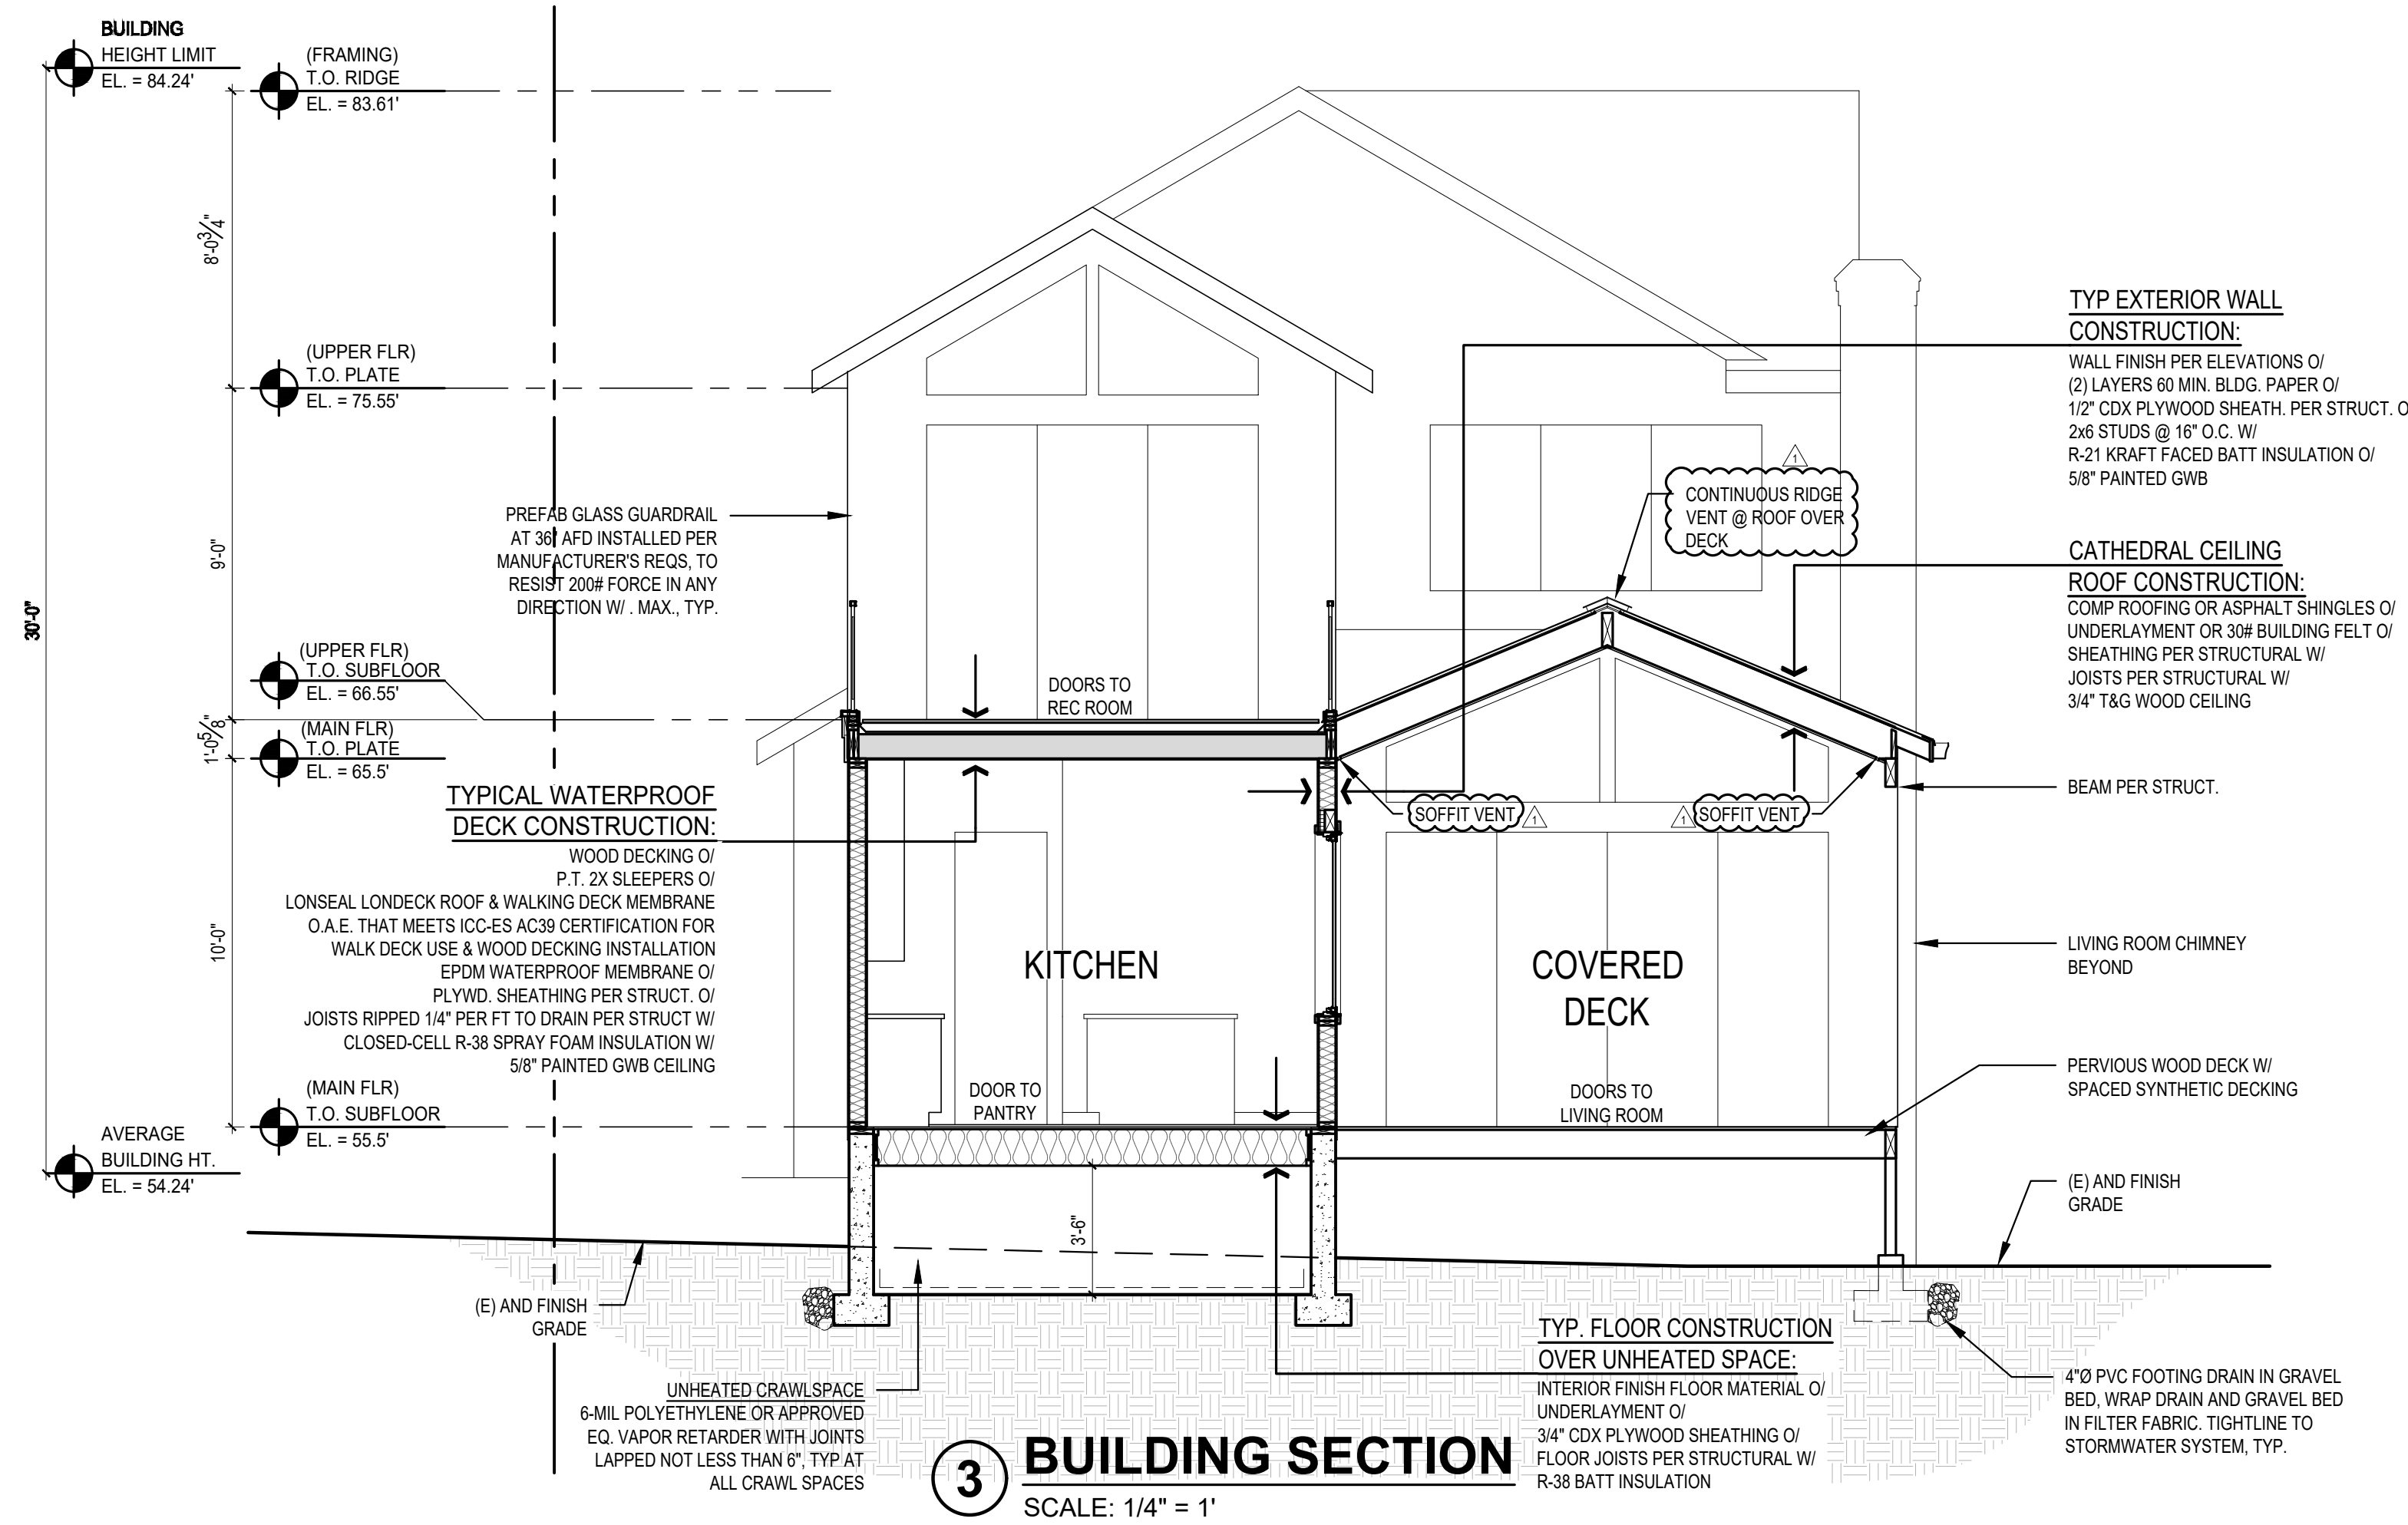 BUILDING
HEIGHT LIMIT
EL. = 84.24'
(FRAMING)
T.O. RIDGE
EL. = 83.61'
8'-0 3/4"
(UPPER FLR)
T.O. PLATE
EL. = 75.55'
9'-0"
30'-0"
(UPPER FLR)
T.O. SUBFLOOR
EL. = 66.55'
1'-0 5/8"
(MAIN FLR)
T.O. PLATE
EL. = 65.5'
10'-0"
(MAIN FLR)
T.O. SUBFLOOR
EL. = 55.5'
AVERAGE
BUILDING HT.
EL. = 54.24'
PREFAB GLASS GUARDRAIL
AT 36" AFD INSTALLED PER
MANUFACTURER'S REQS, TO
RESIST 200# FORCE IN ANY
DIRECTION W/ . MAX., TYP.
TYPICAL WATERPROOF
DECK CONSTRUCTION:
WOOD DECKING O/
P.T. 2X SLEEPERS O/
LONSEAL LONDECK ROOF & WALKING DECK MEMBRANE
O.A.E. THAT MEETS ICC-ES AC39 CERTIFICATION FOR
WALK DECK USE & WOOD DECKING INSTALLATION
EPDM WATERPROOF MEMBRANE O/
PLYWD. SHEATHING PER STRUCT. O/
JOISTS RIPPED 1/4" PER FT TO DRAIN PER STRUCT W/
CLOSED-CELL R-38 SPRAY FOAM INSULATION W/
5/8" PAINTED GWB CEILING
(E) AND FINISH
GRADE
UNHEATED CRAWLSPACE
6-MIL POLYETHYLENE OR APPROVED
EQ. VAPOR RETARDER WITH JOINTS
LAPPED NOT LESS THAN 6", TYP AT
ALL CRAWL SPACES
DOORS TO
REC ROOM
KITCHEN
DOOR TO
PANTRY
3'-6"
1
CONTINUOUS RIDGE
VENT @ ROOF OVER
DECK
SOFFIT VENT
1
1
SOFFIT VENT
COVERED
DECK
DOORS TO
LIVING ROOM
TYP EXTERIOR WALL
CONSTRUCTION:
WALL FINISH PER ELEVATIONS O/
(2) LAYERS 60 MIN. BLDG. PAPER O/
1/2" CDX PLYWOOD SHEATH. PER STRUCT. O
2x6 STUDS @ 16" O.C. W/
R-21 KRAFT FACED BATT INSULATION O/
5/8" PAINTED GWB
CATHEDRAL CEILING
ROOF CONSTRUCTION:
COMP ROOFING OR ASPHALT SHINGLES O/
UNDERLAYMENT OR 30# BUILDING FELT O/
SHEATHING PER STRUCTURAL W/
JOISTS PER STRUCTURAL W/
3/4" T&G WOOD CEILING
BEAM PER STRUCT.
LIVING ROOM CHIMNEY
BEYOND
PERVIOUS WOOD DECK W/
SPACED SYNTHETIC DECKING
(E) AND FINISH
GRADE
4"Ø PVC FOOTING DRAIN IN GRAVEL
BED, WRAP DRAIN AND GRAVEL BED
IN FILTER FABRIC. TIGHTLINE TO
STORMWATER SYSTEM, TYP.
TYP. FLOOR CONSTRUCTION
OVER UNHEATED SPACE:
INTERIOR FINISH FLOOR MATERIAL O/
UNDERLAYMENT O/
3/4" CDX PLYWOOD SHEATHING O/
FLOOR JOISTS PER STRUCTURAL W/
R-38 BATT INSULATION
3
BUILDING SECTION
SCALE: 1/4" = 1'